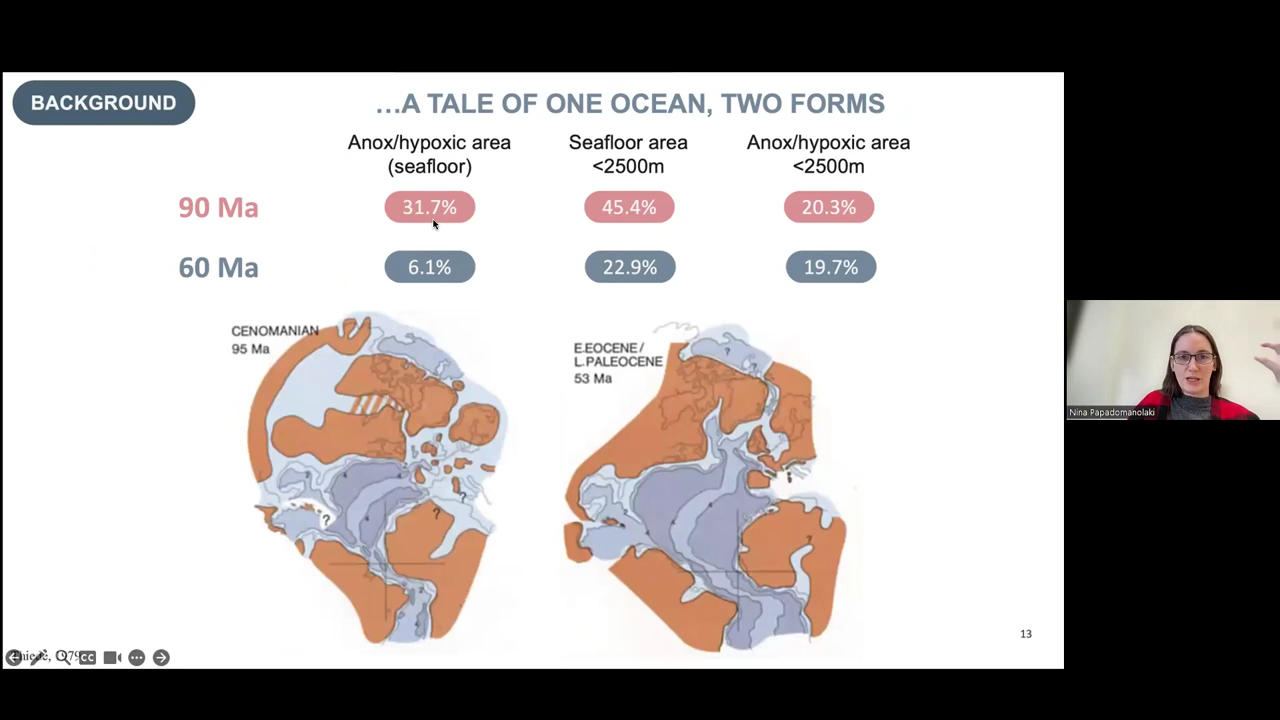 BACKGROUND
...A TALE OF ONE OCEAN, TWO FORMS
Anox/hypoxic area
(seafloor)
Seafloor area
<2500m
Anox/hypoxic area
<2500m
90 Ma
31.7%
45.4%
20.3%
60 Ma
6.1%
22.9%
19.7%
CENOMANIAN
95 Ma
E.EOCENE/
L.PALEOCENE
53 Ma
?
?
?
?
?
Nina Papadomanolaki
13
CC